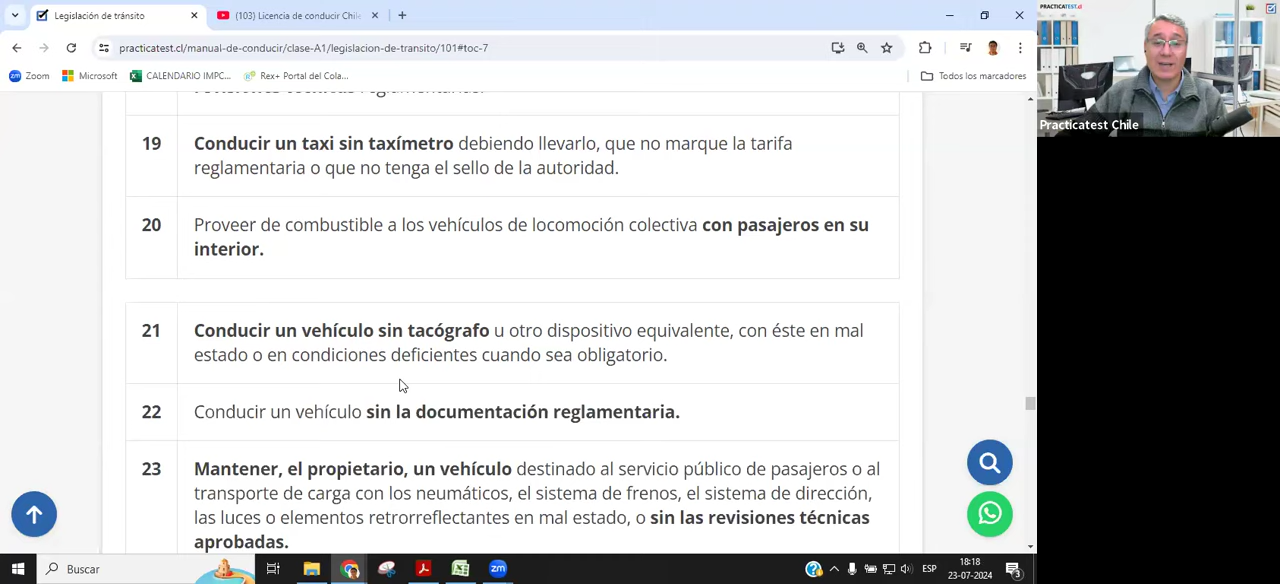 Legislación de tránsito
(103) Licencia de conducir
practicatest.cl/manual-de-conducir/clase-A1/legislacion-de-transito/101#toc-7
Zoom
Microsoft
CALENDARIO IMPC...
Rex+ Portal del Cola...
Todos los marcadores
19 Conducir un taxi sin taxímetro debiendo llevarlo, que no marque la tarifa
reglamentaria o que no tenga el sello de la autoridad.
20 Proveer de combustible a los vehículos de locomoción colectiva con pasajeros en su
interior.
21 Conducir un vehículo sin tacógrafo u otro dispositivo equivalente, con éste en mal
estado o en condiciones deficientes cuando sea obligatorio.
22 Conducir un vehículo sin la documentación reglamentaria.
23 Mantener, el propietario, un vehículo destinado al servicio público de pasajeros o al
transporte de carga con los neumáticos, el sistema de frenos, el sistema de dirección,
las luces o elementos retrorreflectantes en mal estado, o sin las revisiones técnicas
aprobadas
PRACTICATEST.cl
Practicatest Chile
Buscar
zm
ESP
18:18
23-07-2024
3